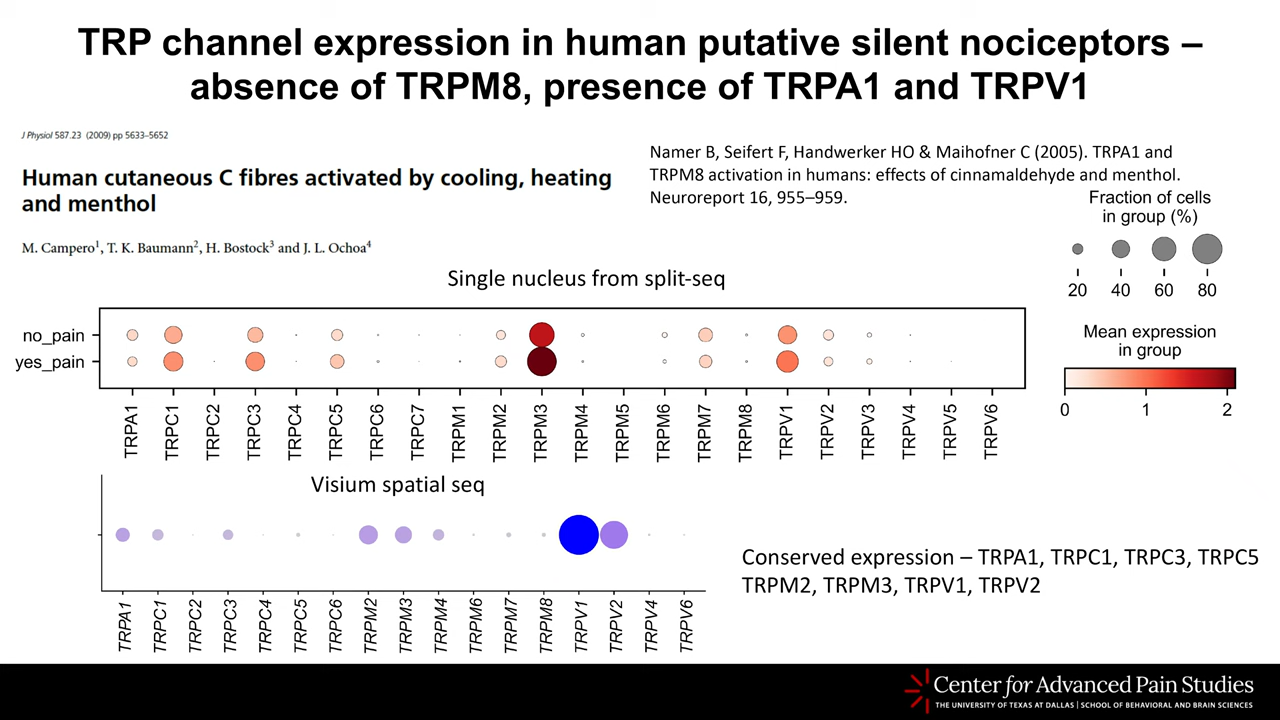 TRP channel expression in human putative silent nociceptors –
absence of TRPM8, presence of TRPA1 and TRPV1
J Physiol 587.23 (2009) pp 5633–5652
Human cutaneous C fibres activated by cooling, heating
and menthol
M. Campero1, T. K. Baumann2, H. Bostock3 and J. L. Ochoa4
Namer B, Seifert F, Handwerker HO & Maihofner C (2005). TRPA1 and
TRPM8 activation in humans: effects of cinnamaldehyde and menthol.
Neuroreport 16, 955–959.
Fraction of cells
in group (%)
20 40 60 80
Mean expression
in group
0 1 2
Single nucleus from split-seq
no_pain
yes_pain
TRPA1 TRPC1 TRPC2 TRPC3 TRPC4 TRPC5 TRPC6 TRPC7 TRPM1 TRPM2 TRPM3 TRPM4 TRPM5 TRPM6 TRPM7 TRPM8 TRPV1 TRPV2 TRPV3 TRPV4 TRPV5 TRPV6
Visium spatial seq
TRPA1 TRPC1 TRPC2 TRPC3 TRPC4 TRPC5 TRPC6 TRPM2 TRPM3 TRPM4 TRPM6 TRPM7 TRPM8 TRPV1 TRPV2 TRPV4 TRPV6
Conserved expression – TRPA1, TRPC1, TRPC3, TRPC5
TRPM2, TRPM3, TRPV1, TRPV2
Center for Advanced Pain Studies
THE UNIVERSITY OF TEXAS AT DALLAS | SCHOOL OF BEHAVIORAL AND BRAIN SCIENCES